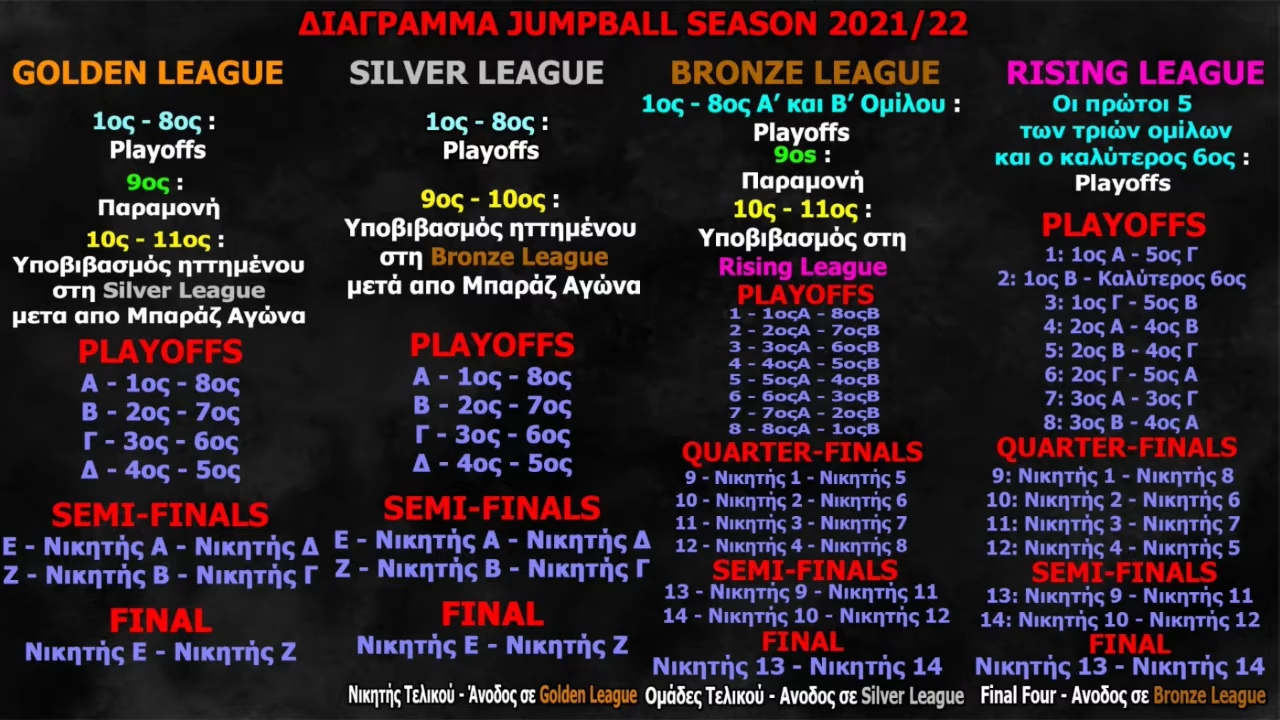 ΔΙΑΓΡΑΜΜΑ JUMPBALL SEASON 2021/22
GOLDEN LEAGUE
1ος - 8ος :
Playoffs
9ος :
Παραμονή
10ς - 11ος :
Υποβιβασμός ηττημένου
στη Silver League
μετα απο Μπαράζ Αγώνα
PLAYOFFS
Α - 1ος - 8ος
Β - 2ος - 7ος
Γ - 3ος - 6ος
Δ - 4ος - 5ος
SEMI-FINALS
Ε - Νικητής Α - Νικητής Δ
Ζ - Νικητής Β - Νικητής Γ
FINAL
Νικητής Ε - Νικητής Ζ
SILVER LEAGUE
1ος - 8ος :
Playoffs
9ος - 10ος :
Υποβιβασμός ηττημένου
στη Bronze League
μετά απο Μπαράζ Αγώνα
PLAYOFFS
Α - 1ος - 8ος
Β - 2ος - 7ος
Γ - 3ος - 6ος
Δ - 4ος - 5ος
SEMI-FINALS
Ε - Νικητής Α - Νικητής Δ
Ζ - Νικητής Β - Νικητής Γ
FINAL
Νικητής Ε - Νικητής Ζ
Νικητής Τελικού - Άνοδος σε Golden League
BRONZE LEAGUE
1ος - 8ος Α’ και Β’ Ομίλου :
Playoffs
9os :
Παραμονή
10ς - 11ος :
Υποβιβασμός στη
Rising League
PLAYOFFS
1 - 1οςΑ - 8οςΒ
2 - 2οςΑ - 7οςΒ
3 - 3οςΑ - 6οςΒ
4 - 4οςΑ - 5οςΒ
5 - 5οςΑ - 4οςΒ
6 - 6οςΑ - 3οςΒ
7 - 7οςΑ - 2οςΒ
8 - 8οςΑ - 1οςΒ
QUARTER-FINALS
9 - Νικητής 1 - Νικητής 5
10 - Νικητής 2 - Νικητής 6
11 - Νικητής 3 - Νικητής 7
12 - Νικητής 4 - Νικητής 8
SEMI-FINALS
13 - Νικητής 9 - Νικητής 11
14 - Νικητής 10 - Νικητής 12
FINAL
Νικητής 13 - Νικητής 14
Ομάδες Τελικού - Ανοδος σε Silver League
RISING LEAGUE
Οι πρώτοι 5
των τριών ομίλων
και ο καλύτερος 6ος :
Playoffs
PLAYOFFS
1: 1ος Α - 5ος Γ
2: 1ος Β - Καλύτερος 6ος
3: 1ος Γ - 5ος Β
4: 2ος Α - 4ος Β
5: 2ος Β - 4ος Γ
6: 2ος Γ - 5ος Α
7: 3ος Α - 3ος Γ
8: 3ος Β - 4ος Α
QUARTER-FINALS
9: Νικητής 1 - Νικητής 8
10: Νικητής 2 - Νικητής 6
11: Νικητής 3 - Νικητής 7
12: Νικητής 4 - Νικητής 5
SEMI-FINALS
13: Νικητής 9 - Νικητής 11
14: Νικητής 10 - Νικητής 12
FINAL
Νικητής 13 - Νικητής 14
Final Four - Ανοδος σε Bronze League